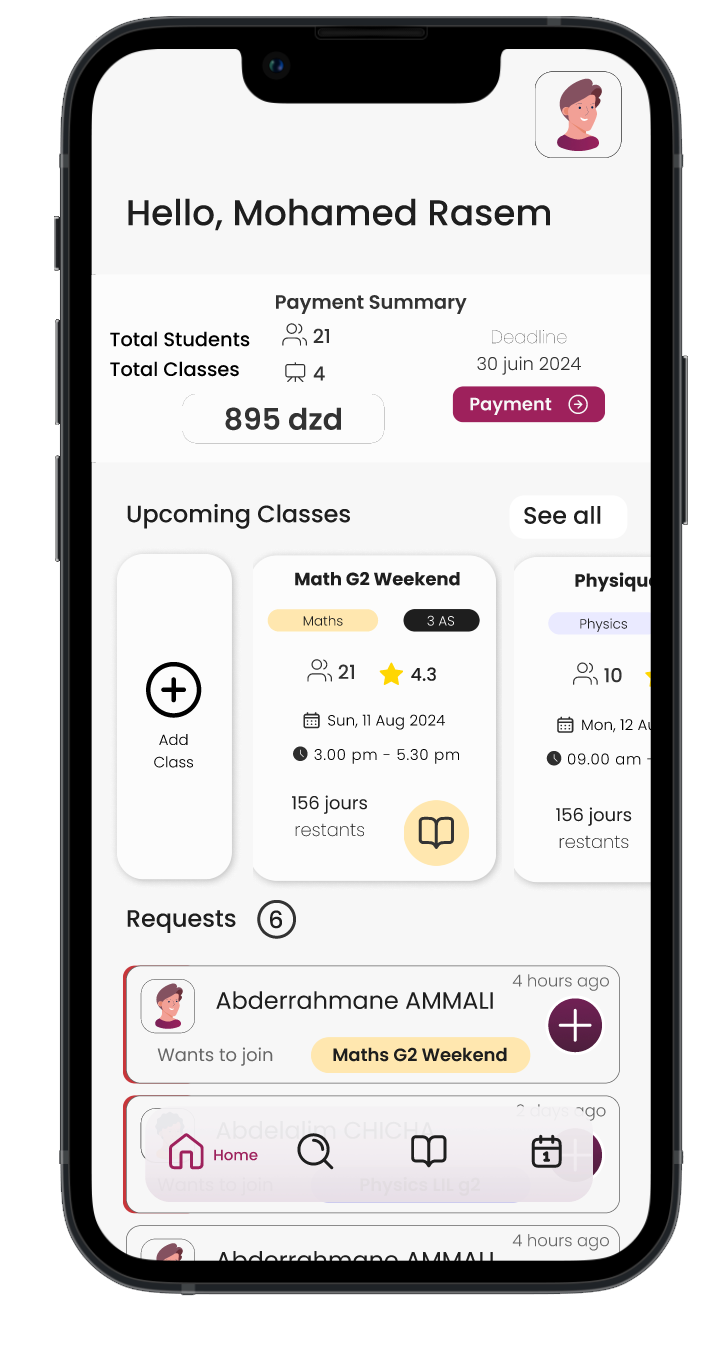 Hello, Mohamed Rasem
Payment Summary
Total Students 21
Total Classes 4
895 dzd
Deadline
30 juin 2024
Payment
Upcoming Classes
See all
Add
Class
Math G2 Weekend
Maths 3 AS
21 4.3
Sun, 11 Aug 2024
3.00 pm - 5.30 pm
156 jours
restants
Physique
Physics
10
Mon, 12 Au
09.00 am -
156 jours
restants
Requests 6
4 hours ago
Abderrahmane AMMALI
Wants to join Maths G2 Weekend
2 days ago
Abdelalim CHICHA
Wants to join Physics LIL g2
Home
1
4 hours ago
Abderrahmane AMMALI